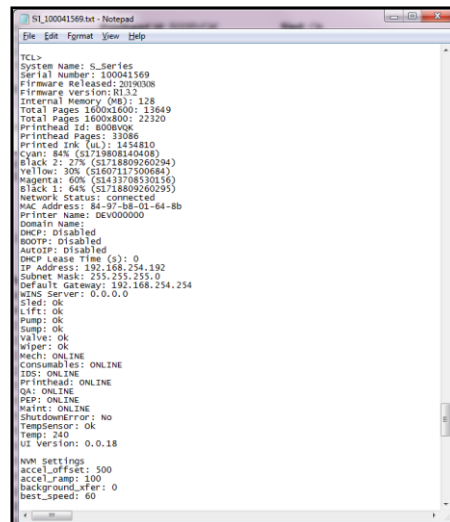 S1_100041569.txt - Notepad
File Edit Format View Help
TCL>
System Name: S_Series
Serial Number: 100041569
Firmware Released: 20190308
Firmware Version: R1.3.2
Internal Memory (MB): 128
Total Pages 1600x1600: 13649
Total Pages 1600x800: 22320
Printhead Id: B00BVQK
Printhead Pages: 33086
Printed Ink (uL): 1454810
Cyan: 84% (S1719808140408)
Black 2: 27% (S1718809260294)
Yellow: 30% (S1607117500684)
Magenta: 60% (S1433708530156)
Black 1: 64% (S1718809260295)
Network Status: connected
MAC Address: 84-97-b8-01-64-8b
Printer Name: DEV000000
Domain Name:
DHCP: Disabled
BOOTP: Disabled
AutoIP: Disabled
DHCP Lease Time (s): 0
IP Address: 192.168.254.192
Subnet Mask: 255.255.255.0
Default Gateway: 192.168.254.254
WINS Server: 0.0.0.0
Sled: Ok
Lift: Ok
Pump: Ok
Sump: Ok
Valve: Ok
Wiper: Ok
Mech: ONLINE
Consumables: ONLINE
IDS: ONLINE
Printhead: ONLINE
QA: ONLINE
PEP: ONLINE
Maint: ONLINE
ShutdownError: No
TempSensor: Ok
Temp: 240
UI Version: 0.0.18
NVM Settings
accel_offset: 500
accel_ramp: 100
background_xfer: 0
best_speed: 60